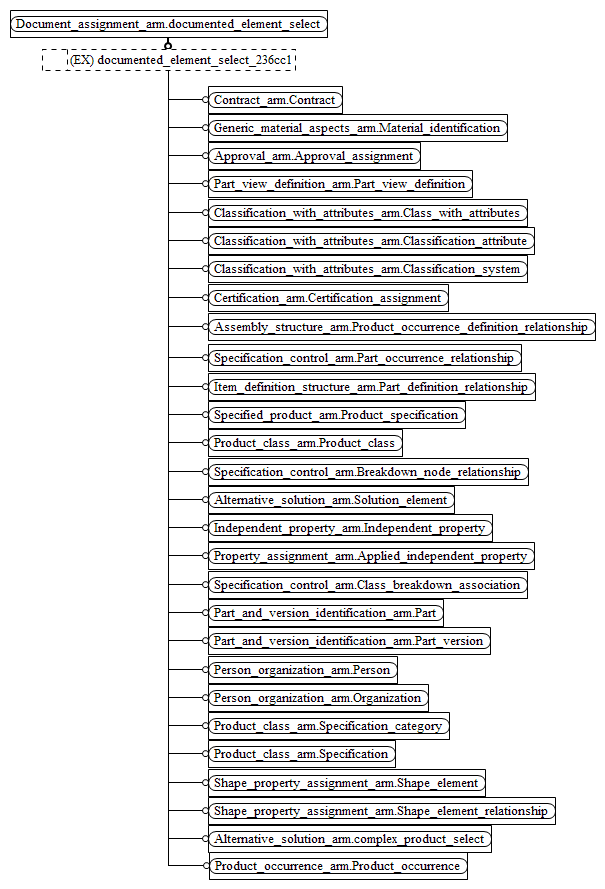 Document_assignment_arm.documented_element_select
(EX) documented_element_select_236cc1
Contract_arm.Contract
Generic_material_aspects_arm.Material_identification
Approval_arm.Approval_assignment
Part_view_definition_arm.Part_view_definition
Classification_with_attributes_arm.Class_with_attributes
Classification_with_attributes_arm.Classification_attribute
Classification_with_attributes_arm.Classification_system
Certification_arm.Certification_assignment
Assembly_structure_arm.Product_occurrence_definition_relationship
Specification_control_arm.Part_occurrence_relationship
Item_definition_structure_arm.Part_definition_relationship
Specified_product_arm.Product_specification
Product_class_arm.Product_class
Specification_control_arm.Breakdown_node_relationship
Alternative_solution_arm.Solution_element
Independent_property_arm.Independent_property
Property_assignment_arm.Applied_independent_property
Specification_control_arm.Class_breakdown_association
Part_and_version_identification_arm.Part
Part_and_version_identification_arm.Part_version
Person_organization_arm.Person
Person_organization_arm.Organization
Product_class_arm.Specification_category
Product_class_arm.Specification
Shape_property_assignment_arm.Shape_element
Shape_property_assignment_arm.Shape_element_relationship
Alternative_solution_arm.complex_product_select
Product_occurrence_arm.Product_occurrence